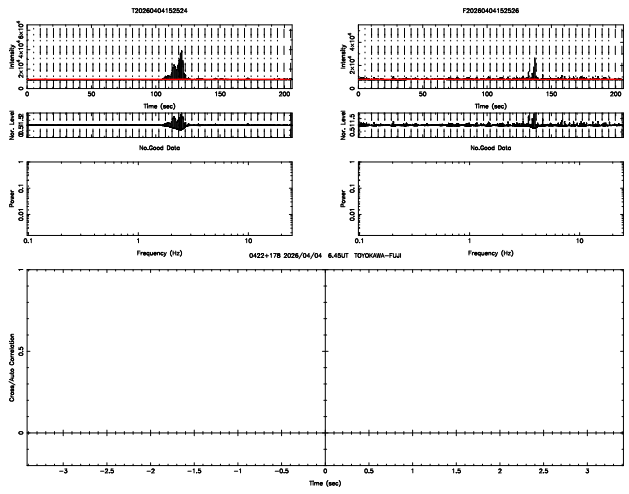 T20260404152524
F20260404152526
Intensity
0 2×10⁴ 4×10⁴ 6×10⁴
0 50 100 150 200
Time (sec)
Intensity
0 2×10⁴ 4×10⁴
0 50 100 150 200
Time (sec)
Nor. Level
Nor. Level
No.Good Data
No.Good Data
Power
1
0.1
0.01
0.1 1 10
Frequency (Hz)
Power
1
0.1
0.01
0.1 1 10
Frequency (Hz)
0422+178 2026/04/04 6.45UT TOYOKAWA-FUJI
Cross/Auto Correlation
1
0.5
0
-3 -2.5 -2 -1.5 -1 -0.5 0 0.5 1 1.5 2 2.5 3
Time (sec)